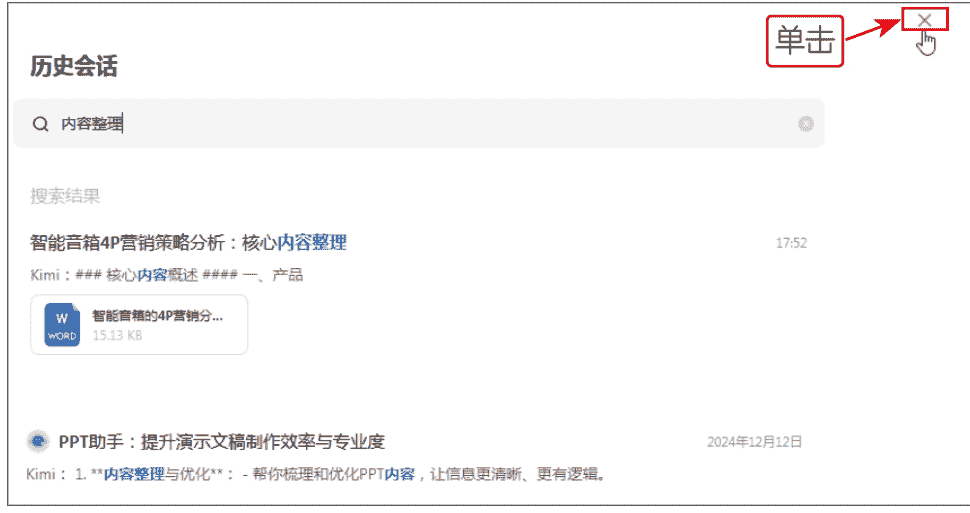 单击
历史会话
内容整理
搜索结果
智能音箱4P营销策略分析：核心内容整理 17:52
Kimi：### 核心内容概述 #### 一、产品
W
WORD
智能音箱的4P营销分...
15.13 KB
PPT助手：提升演示文稿制作效率与专业度 2024年12月12日
Kimi： 1. **内容整理与优化**： - 帮你梳理和优化PPT内容，让信息更清晰、更有逻辑。